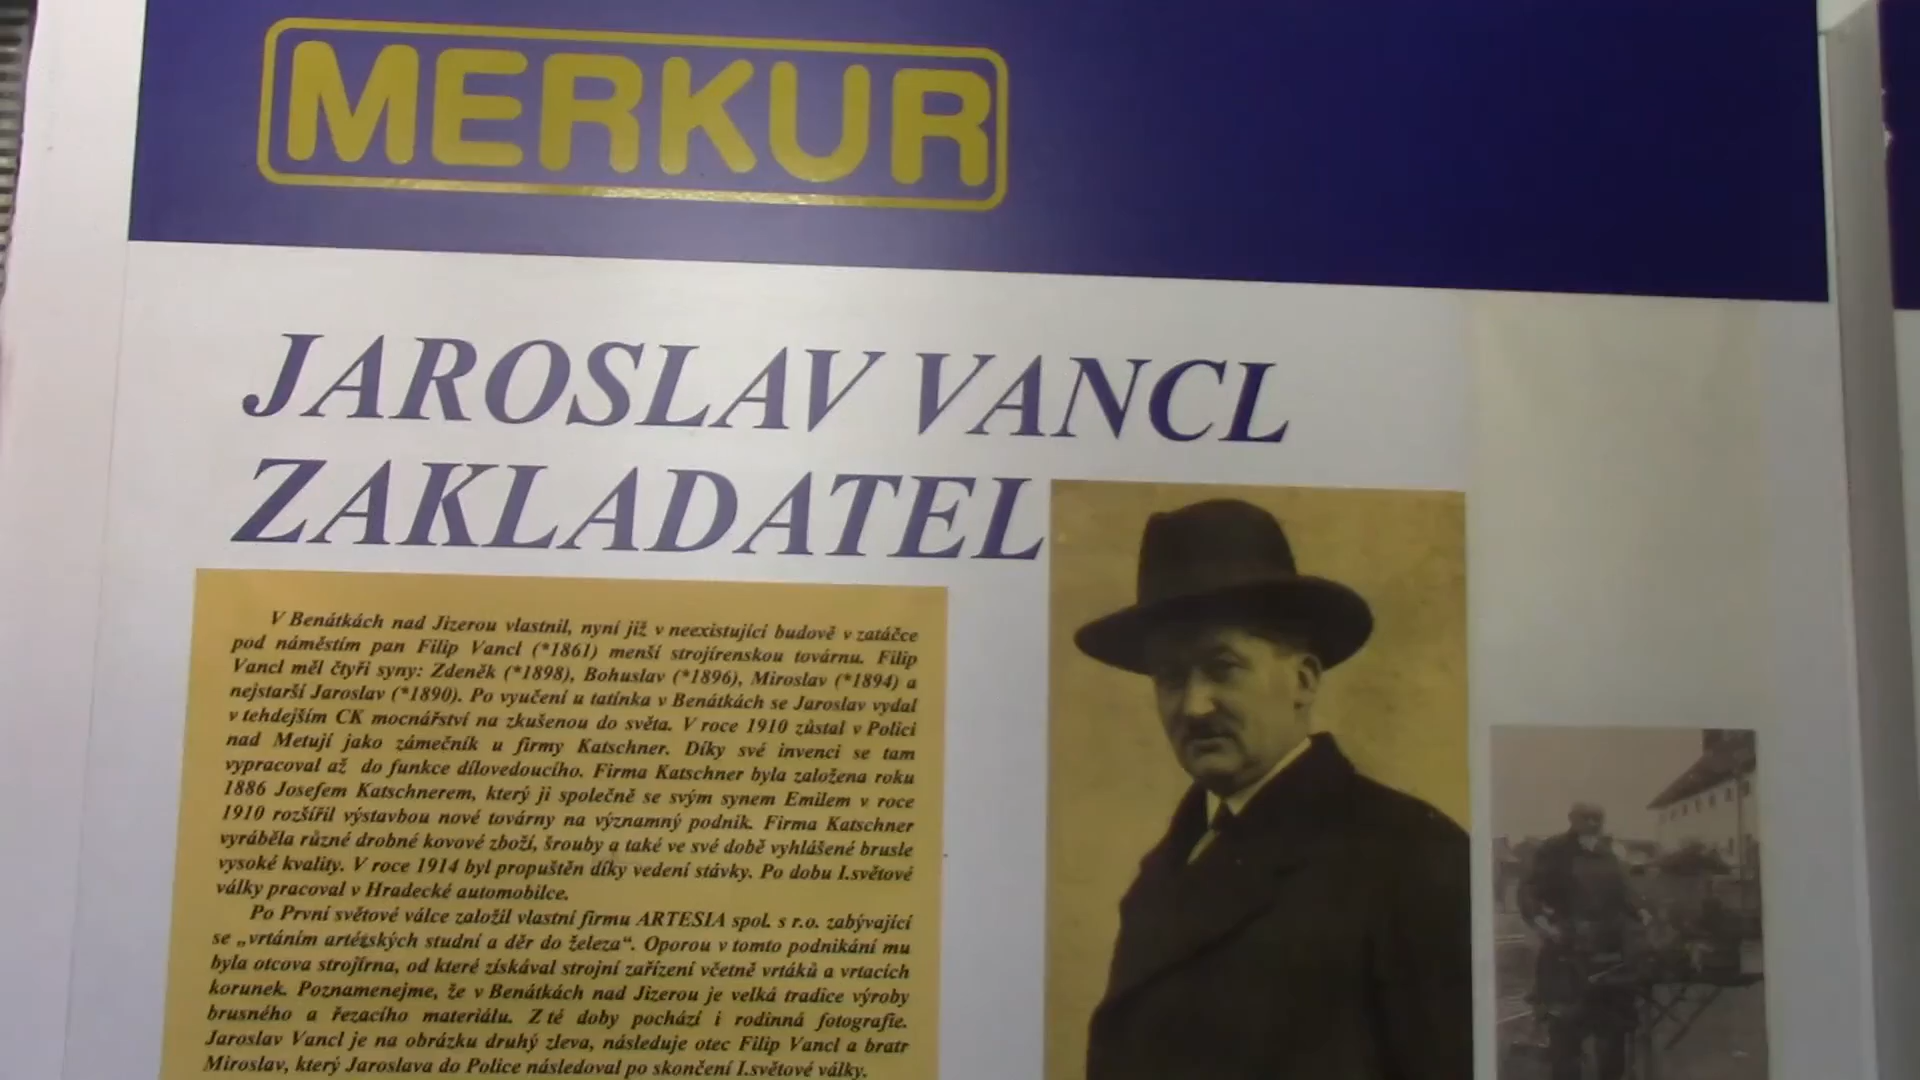 MERKUR
JAROSLAV VANCL
ZAKLADATEL
V Benátkách nad Jizerou vlastnil, nyní již v neexistující budově v zatáčce
pod náměstím pan Filip Vancl (*1861) menší strojírenskou továrnu. Filip
Vancl měl čtyři syny: Zdeněk (*1898), Bohuslav (*1896), Miroslav (*1894) a
nejstarší Jaroslav (*1890). Po vyučení u tatínka v Benátkách se Jaroslav vydal
v tehdejším CK mocnářství na zkušenou do světa. V roce 1910 zůstal v Polici
nad Metují jako zámečník u firmy Katschner. Díky své invenci se tam
vypracoval až do funkce dílovedoucího. Firma Katschner byla založena roku
1886 Josefem Katschnerem, který ji společně se svým synem Emilem v roce
1910 rozšířil výstavbou nové továrny na významný podnik. Firma Katschner
vyráběla různé drobné kovové zboží, šrouby a také ve své době vyhlášené brusle
vysoké kvality. V roce 1914 byl propuštěn díky vedení stávky. Po dobu I.světové
války pracoval v Hradecké automobilce.
Po První světové válce založil vlastní firmu ARTESIA spol. s r.o. zabývající
se „vrtáním artézských studní a děr do železa“. Oporou v tomto podnikání mu
byla otcova strojírna, od které získával strojní zařízení včetně vrtáků a vrtacích
korunek. Poznamenejme, že v Benátkách nad Jizerou je velká tradice výroby
brusného a řezacího materiálu. Z té doby pochází i rodinná fotografie.
Jaroslav Vancl je na obrázku druhý zleva, následuje otec Filip Vancl a bratr
Miroslav, který Jaroslava do Police následoval po skončení I.světové války.